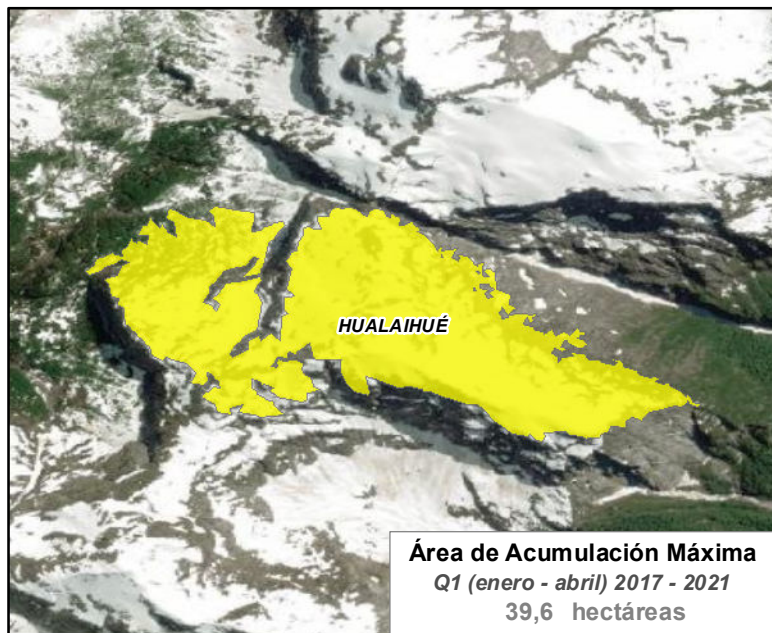 HUALAIHUÉ
Área de Acumulación Máxima
Q1 (enero - abril) 2017 - 2021
39,6 hectáreas